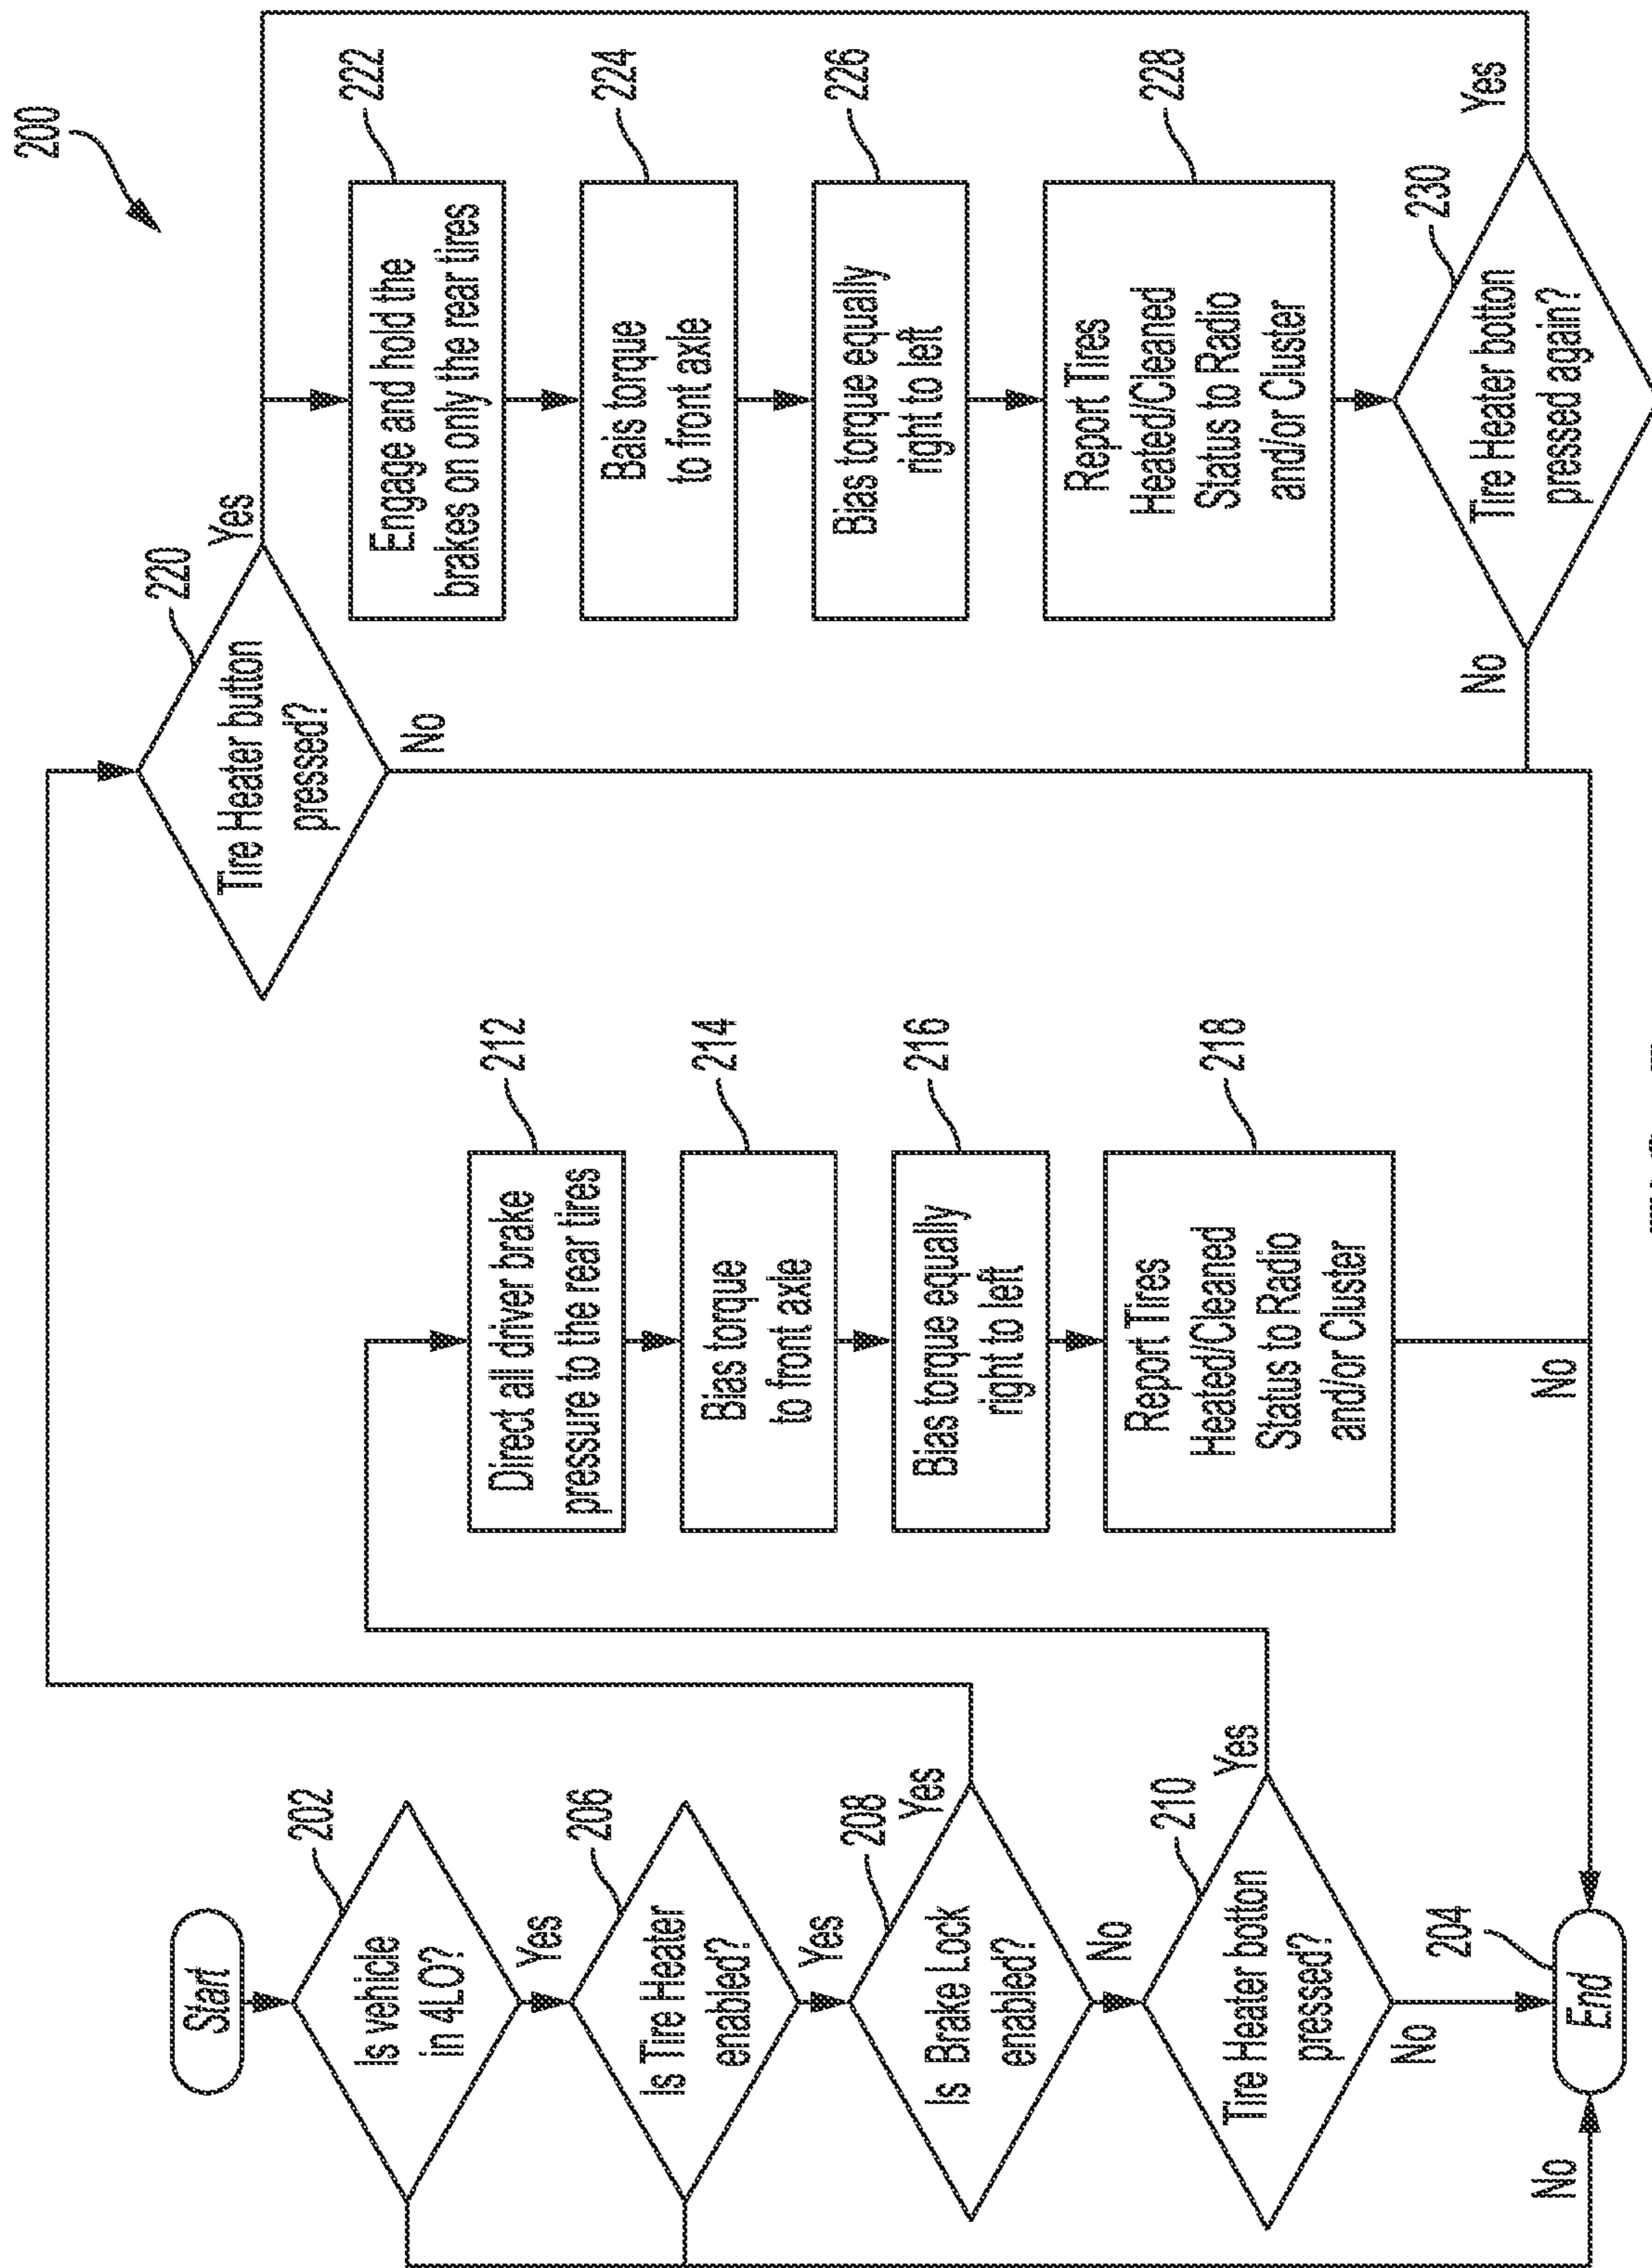 200
Start
202
Is vehicle
in 4LO?
Yes
206
Is Tire Heater
enabled?
Yes
208
Yes
Is Brake Lock
enabled?
No
210
Yes
Tire Heater botton
pressed?
No
204
End
No
212
Direct all driver brake
pressure to the rear tires
214
Bias torque
to front axle
216
Bias torque equally
right to left
218
Report Tires
Heated/Cleaned
Status to Radio
and/or Cluster
No
220
Yes
Tire Heater button
pressed?
No
222
Engage and hold the
brakes on only the rear tires
224
Bais torque
to front axle
226
Bias torque equally
right to left
228
Report Tires
Heated/Cleaned
Status to Radio
and/or Cluster
230
Yes
Tire Heater botton
pressed again?
No